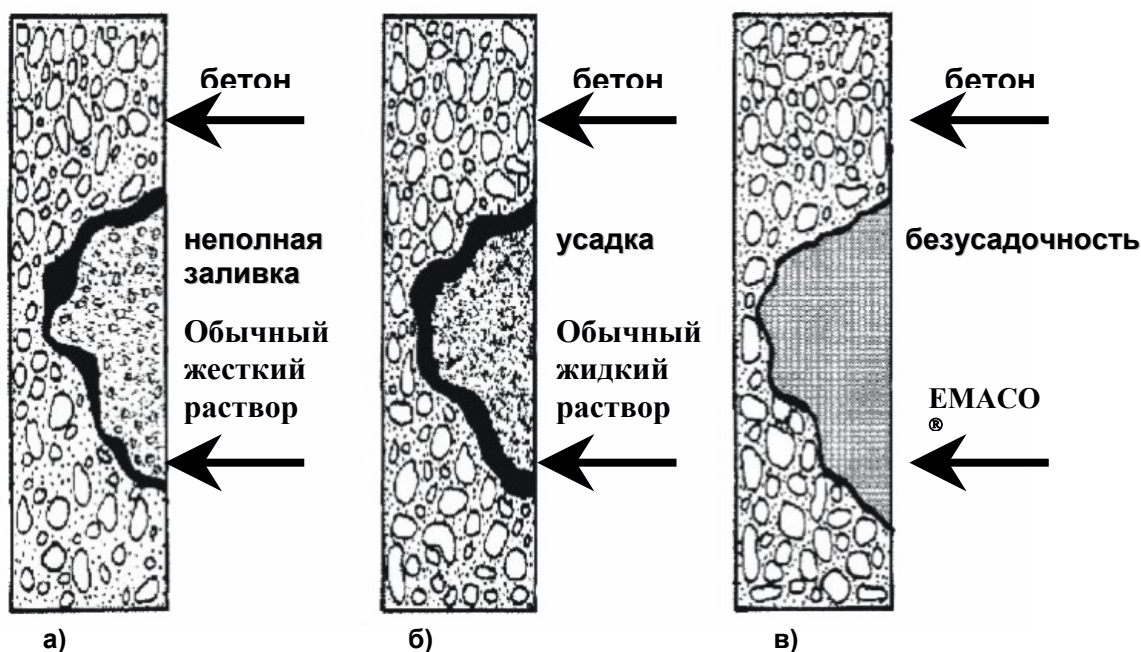 бетон
неполная
заливка
Обычный
жесткий
раствор
а)
бетон
усадка
Обычный
жидкий
раствор
б)
бетон
безусадочность
EMACO
®
в)